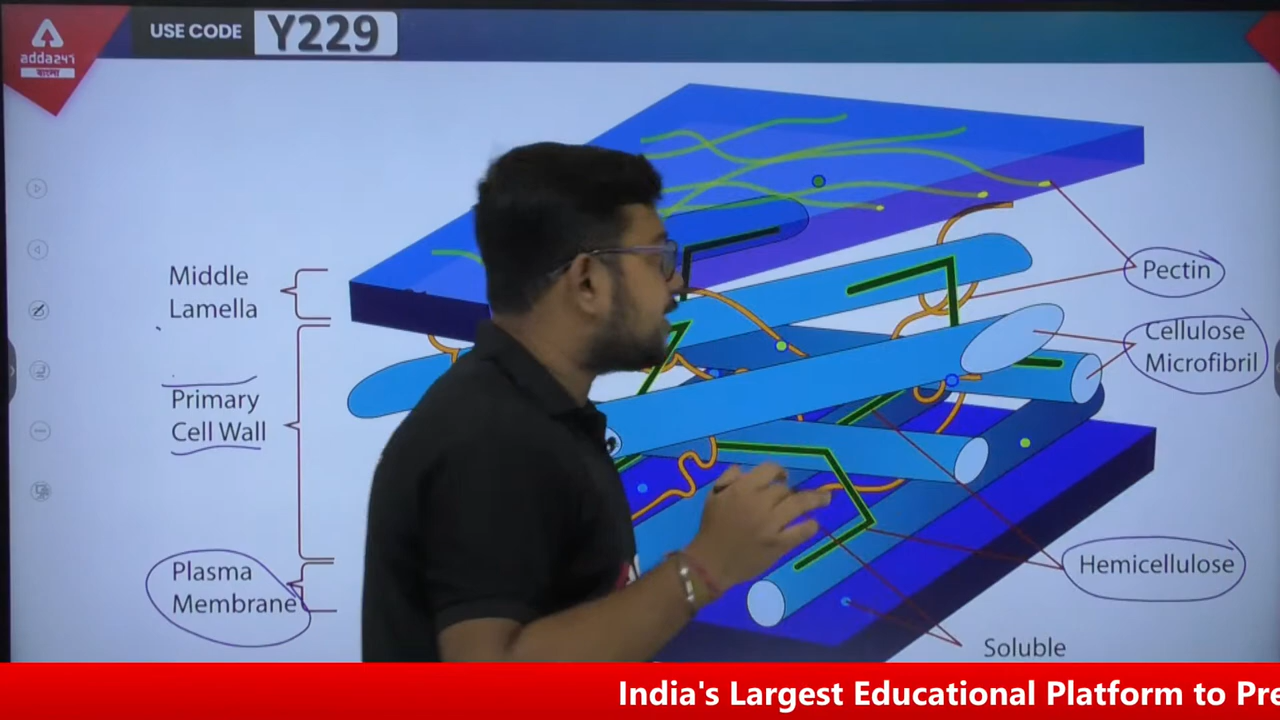 adda247
বাংলা
USE CODE Y229
Middle
Lamella
Primary
Cell Wall
Plasma
Membrane
Pectin
Cellulose
Microfibril
Hemicellulose
Soluble
India's Largest Educational Platform to Pre